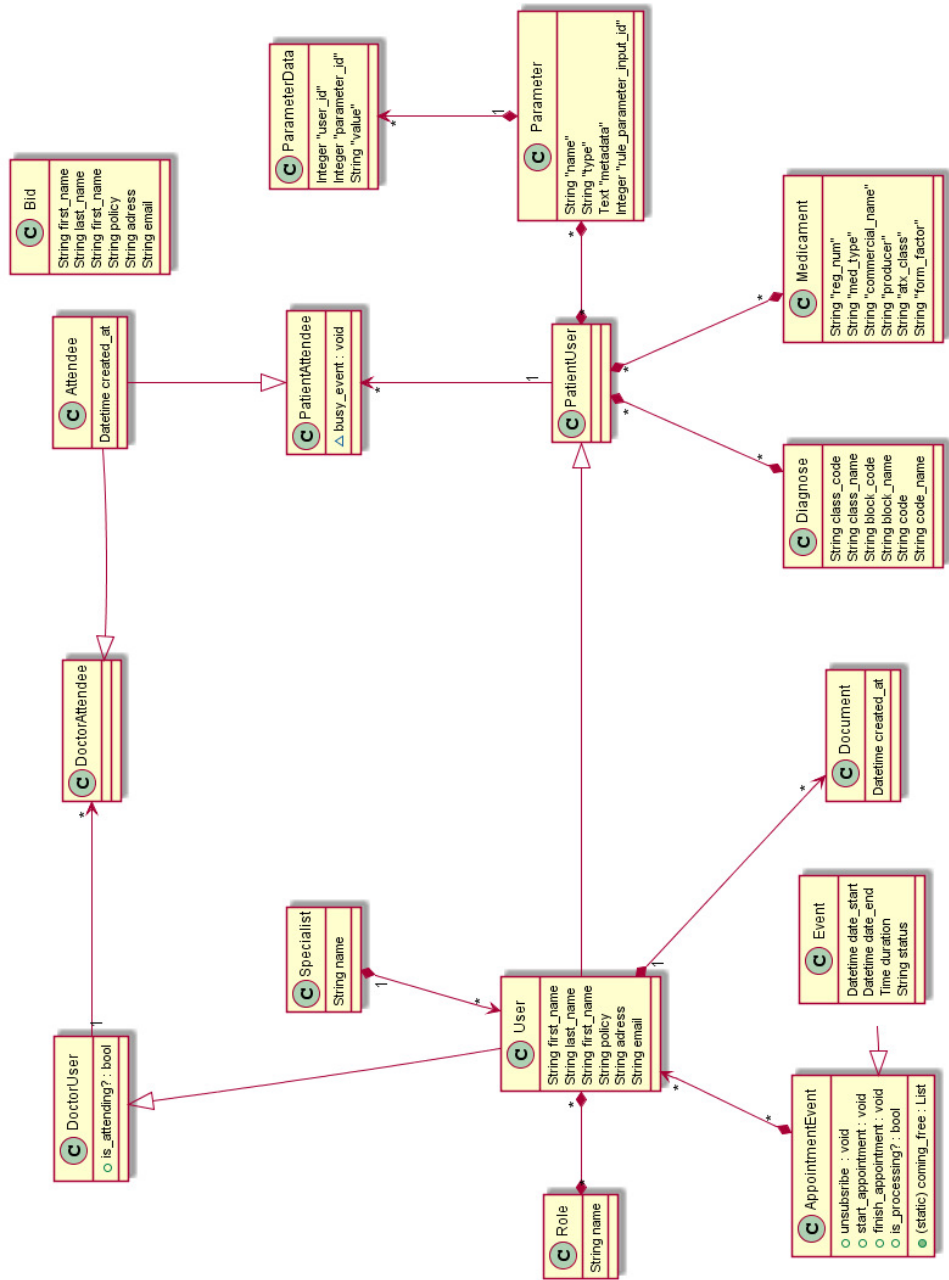 C Bid
String first_name
String last_name
String first_name
String policy
String adress
String email
C Attendee
Datetime created_at
C ParameterData
Integer "user_id"
Integer "parameter_id"
String "value"
C DoctorAttendee
C PatientAttendee
busy_event : void
C Parameter
String "name"
String "type"
Text "metadata"
Integer "rule_parameter_input_id"
C DoctorUser
is_attending? : bool
C Specialist
String name
C PatientUser
C User
String first_name
String last_name
String first_name
String policy
String adress
String email
C Role
String name
C Diagnose
String class_code
String class_name
String block_code
String block_name
String code
String code_name
C Medicament
String "reg_num"
String "med_type"
String "commercial_name"
String "producer"
String "atx_class"
String "form_factor"
C Document
Datetime created_at
C Event
Datetime date_start
Datetime date_end
Time duration
String status
C AppointmentEvent
unsubsribe : void
start_appointment : void
finish_appointment : void
is_processing? : bool
(static) coming_free : List
1
*
1
*
1
*
1
*
1
*
*
*
*
*
*
*
*
*
*
*